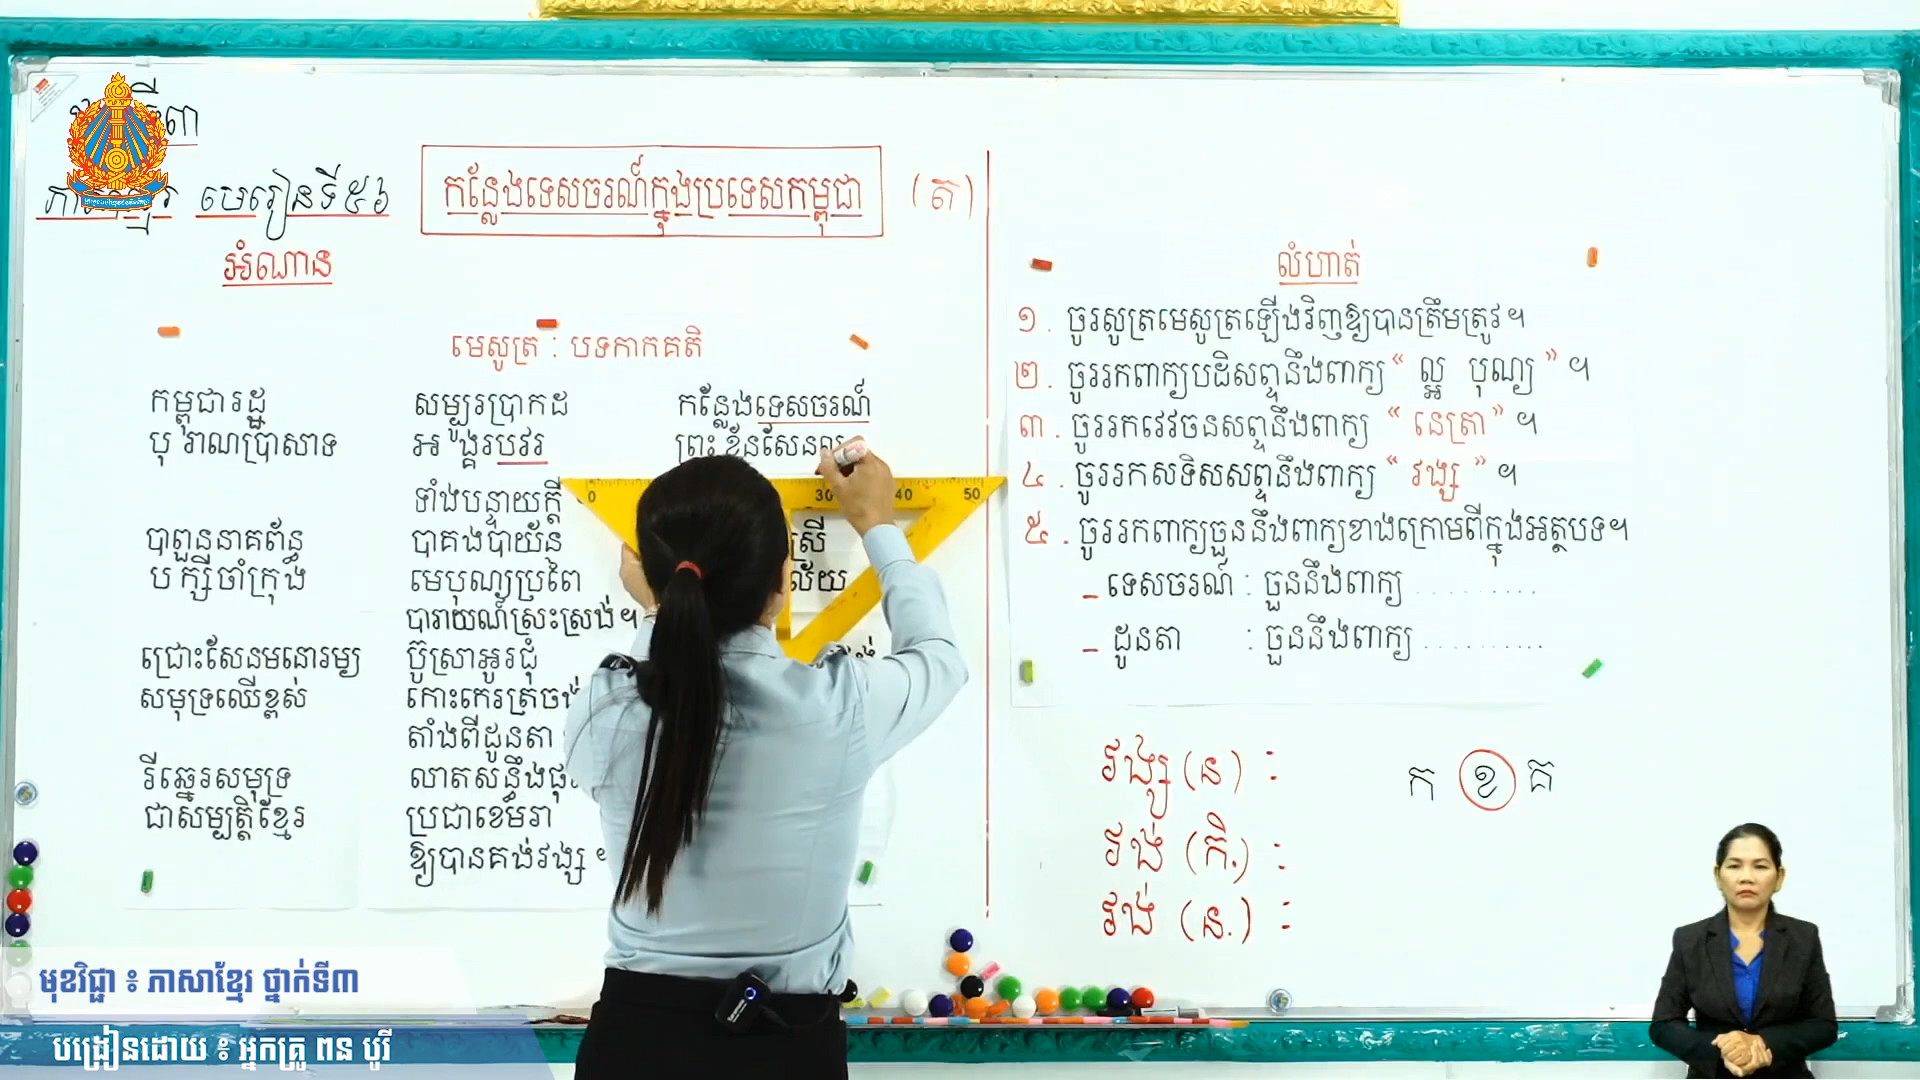 មេរៀនទី៥៦
កន្លែងទេសចរណ៍ក្នុងប្រទេសកម្ពុជា (ត)
អំណាន
មេសូត្រ : បទកាកគតិ
កម្ពុជារដ្ឋ
បុរាណប្រាសាទ
សម្បូរប្រាកដ
អង្គរបវរ
ទាំងបន្ទាយក្ដី
កន្លែងទេសចរណ៍
ព្រះខ័នសែនល្អ
បាពួននាគព័ន្ធ
បក្សីចាំក្រុង
បាគង់បាយ័ន
មេបុណ្យប្រពៃ
បារាយណ៍ស្រះស្រង់។
ស្រី
ជ្រោះសែនមនោរម្យ
សមុទ្រឈើខ្ពស់
ប៊ូស្រាអូរជុំ
កោះកេរត្រចង់
តាំងពីដូនតា
រីឆ្នេរសមុទ្រ
ជាសម្បត្តិខ្មែរ
លាតសន្ធឹង
ប្រជាខេមរា
ឱ្យបានគង់វង្ស ។
លំហាត់
១. ចូរសូត្រមេសូត្រឡើងវិញឱ្យបានត្រឹមត្រូវ។
២. ចូររកពាក្យបដិសព្ទនឹងពាក្យ “ ល្អ បុណ្យ ” ។
៣. ចូររកវេវចនសព្ទនឹងពាក្យ “ នេត្រា ” ។
៤. ចូររកសទិសសព្ទនឹងពាក្យ “ វង្ស ” ។
៥. ចូររកពាក្យចួននឹងពាក្យខាងក្រោមពីក្នុងអត្ថបទ។
- ទេសចរណ៍ : ចួននឹងពាក្យ ..........
- ដូនតា : ចួននឹងពាក្យ ..........
វង្ស (ន) :
វង់ (កិ.) :
វង់ (ន.) :
ក ខ គ
0 30 40 50
មុខវិជ្ជា ៖ ភាសាខ្មែរ ថ្នាក់ទី៣
បង្រៀនដោយ ៖ អ្នកគ្រូ ពន បូរី